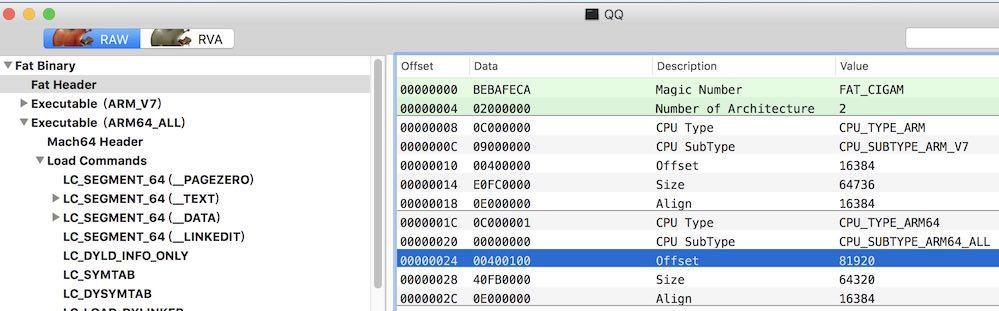 QQ
RAW RVA
Fat Binary
Fat Header
Executable (ARM_V7)
Executable (ARM64_ALL)
Mach64 Header
Load Commands
LC_SEGMENT_64 (__PAGEZERO)
LC_SEGMENT_64 (__TEXT)
LC_SEGMENT_64 (__DATA)
LC_SEGMENT_64 (__LINKEDIT)
LC_DYLD_INFO_ONLY
LC_SYMTAB
LC_DYSYMTAB
LC_LOAD_DYLINKER
Offset Data Description Value
00000000 BEBAFECA Magic Number FAT_CIGAM
00000004 02000000 Number of Architecture 2
00000008 0C000000 CPU Type CPU_TYPE_ARM
0000000C 09000000 CPU SubType CPU_SUBTYPE_ARM_V7
00000010 00400000 Offset 16384
00000014 E0FC0000 Size 64736
00000018 0E000000 Align 16384
0000001C 0C000001 CPU Type CPU_TYPE_ARM64
00000020 00000000 CPU SubType CPU_SUBTYPE_ARM64_ALL
00000024 00400100 Offset 81920
00000028 40FB0000 Size 64320
0000002C 0E000000 Align 16384